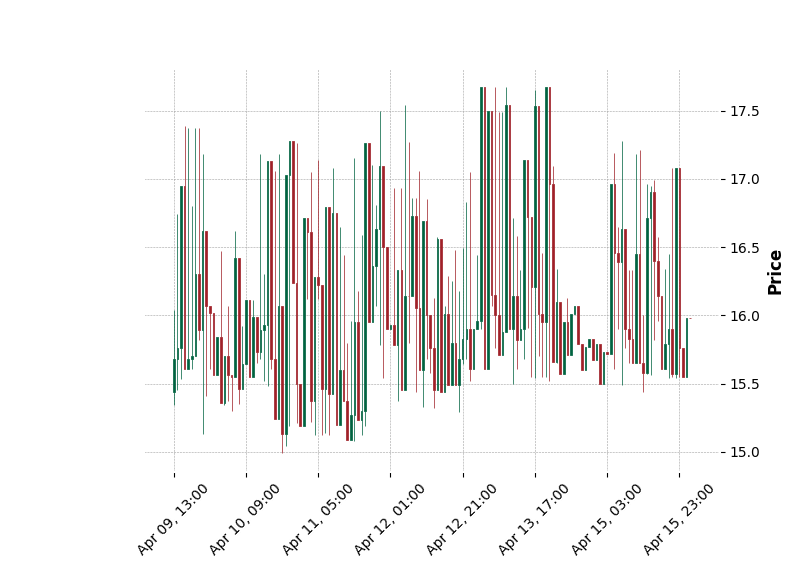 17.5
17.0
16.5
16.0
15.5
15.0
Price
Apr 09, 13:00
Apr 10, 09:00
Apr 11, 05:00
Apr 12, 01:00
Apr 12, 21:00
Apr 13, 17:00
Apr 15, 03:00
Apr 15, 23:00